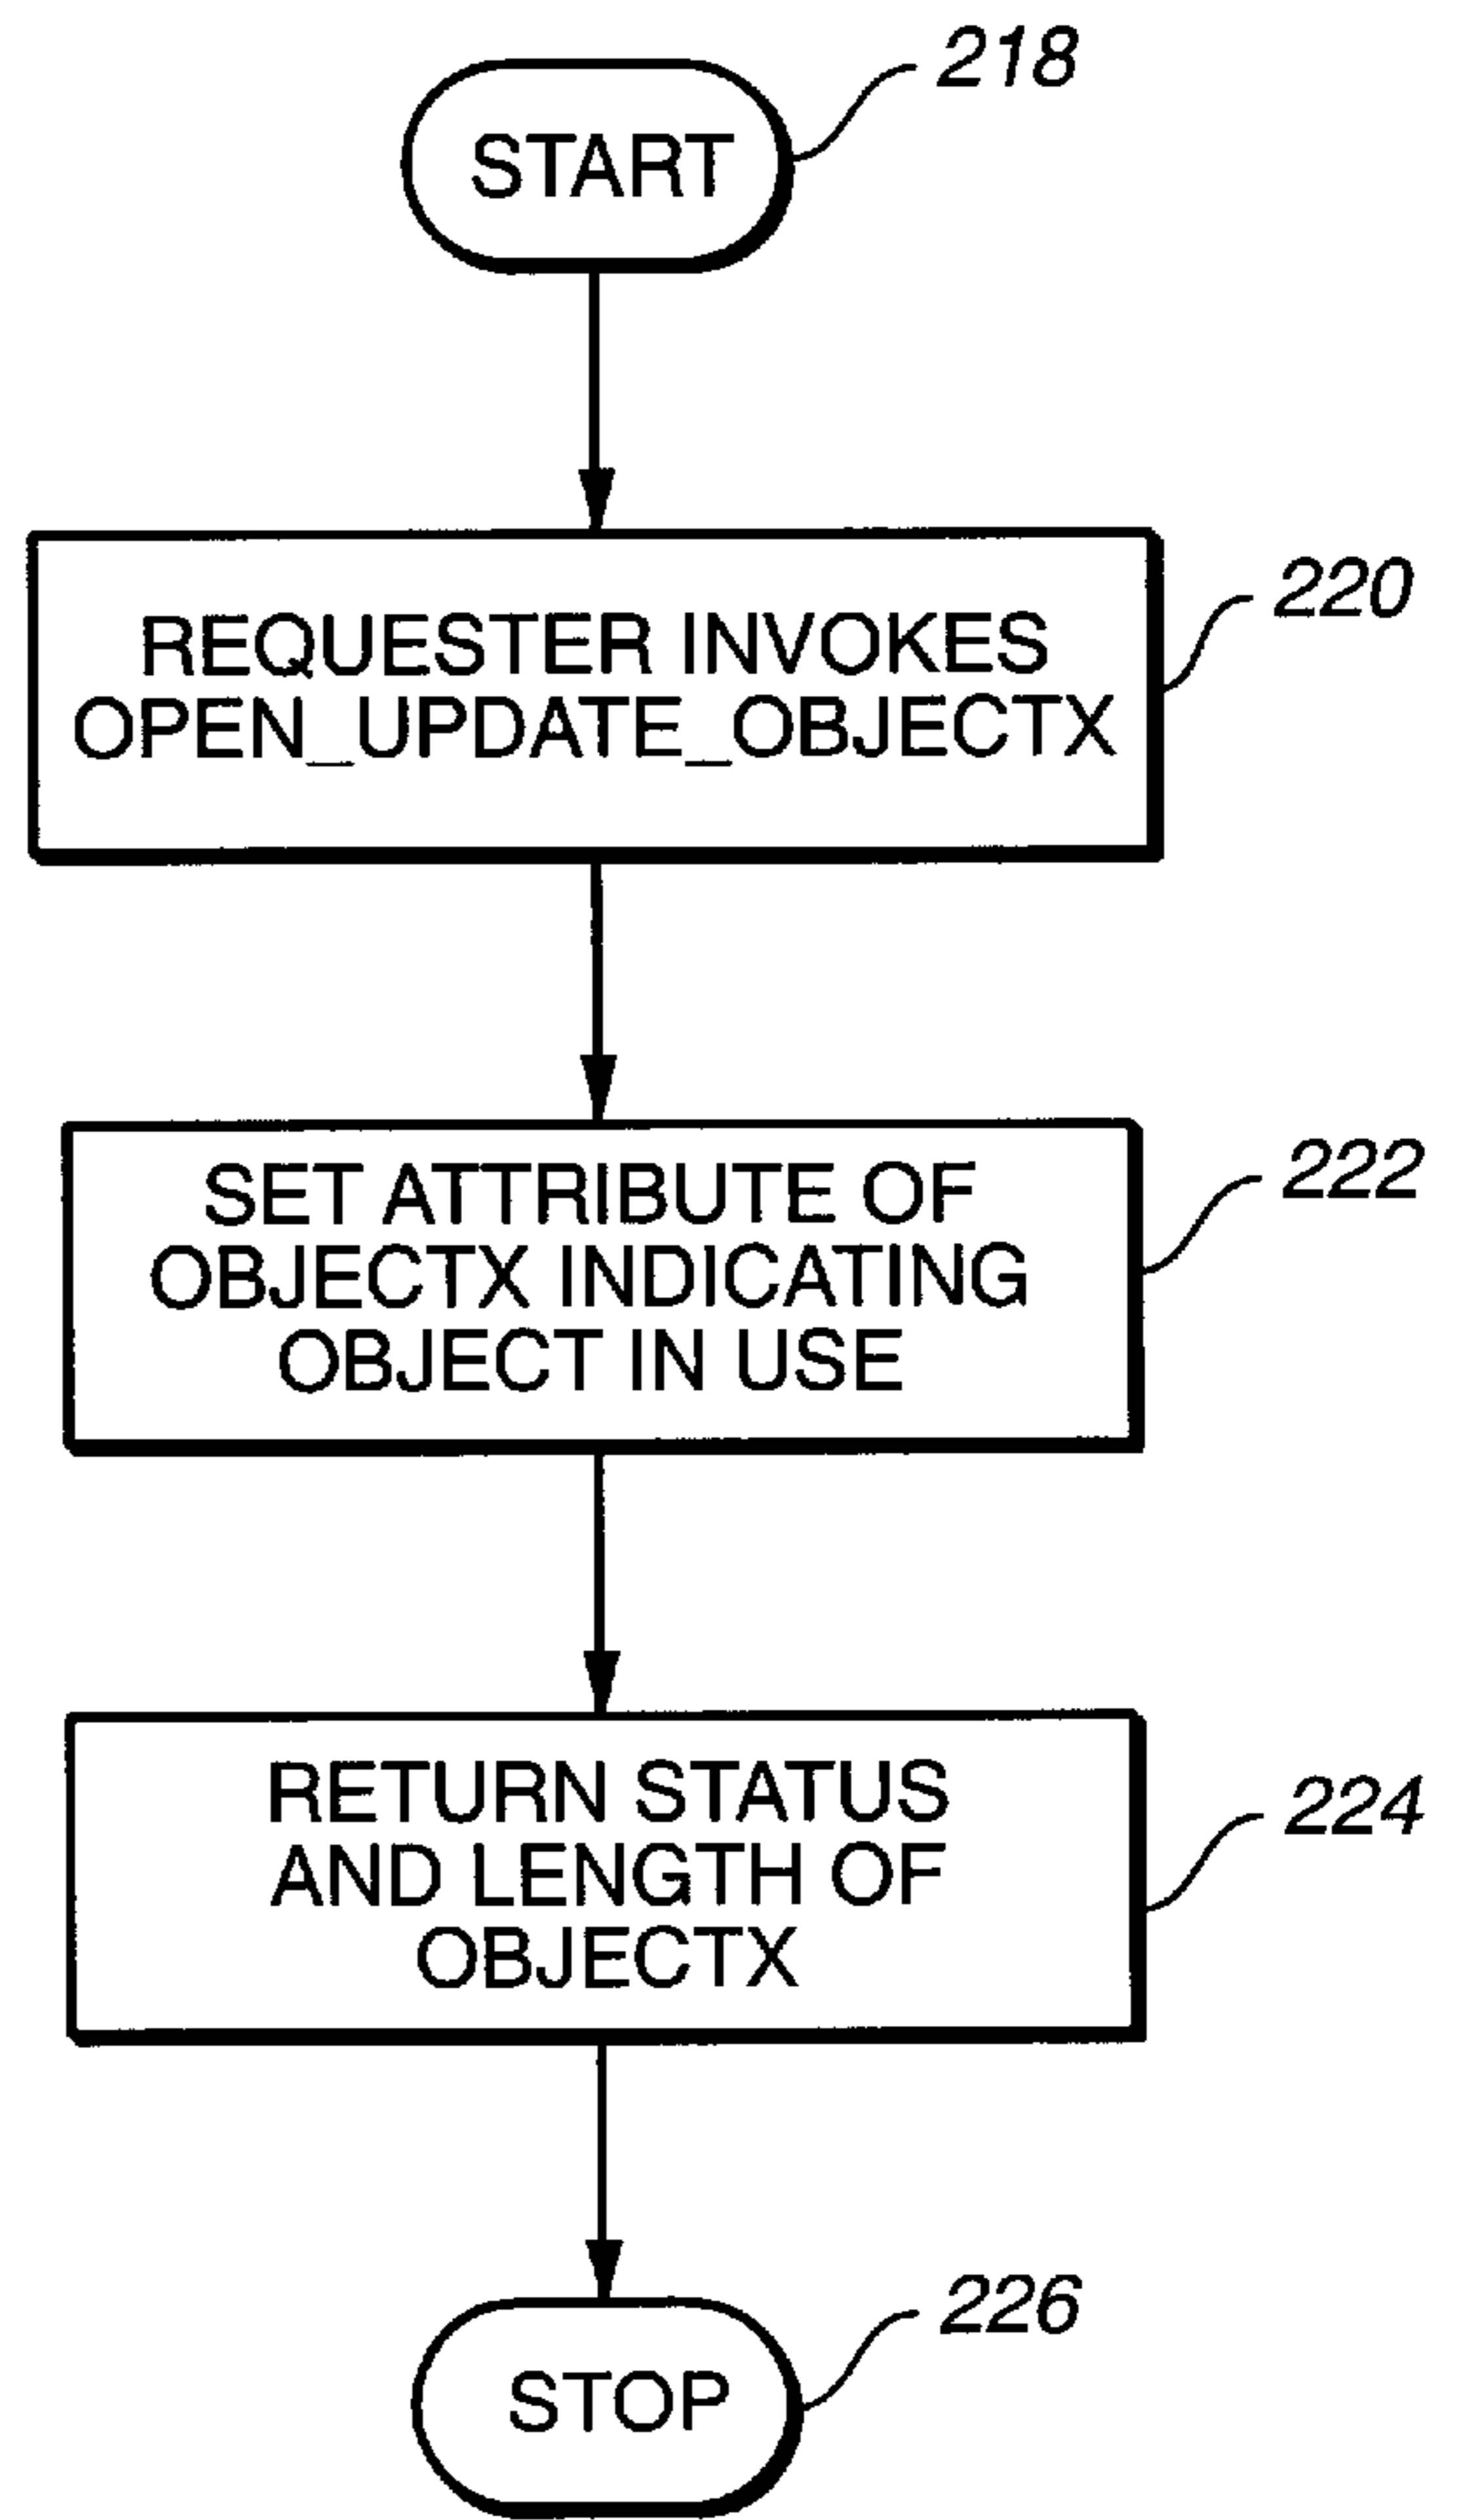 218
START
220
REQUESTER INVOKES
OPEN_UPDATE_OBJECTX
222
SET ATTRIBUTE OF
OBJECTX INDICATING
OBJECT IN USE
224
RETURN STATUS
AND LENGTH OF
OBJECTX
226
STOP